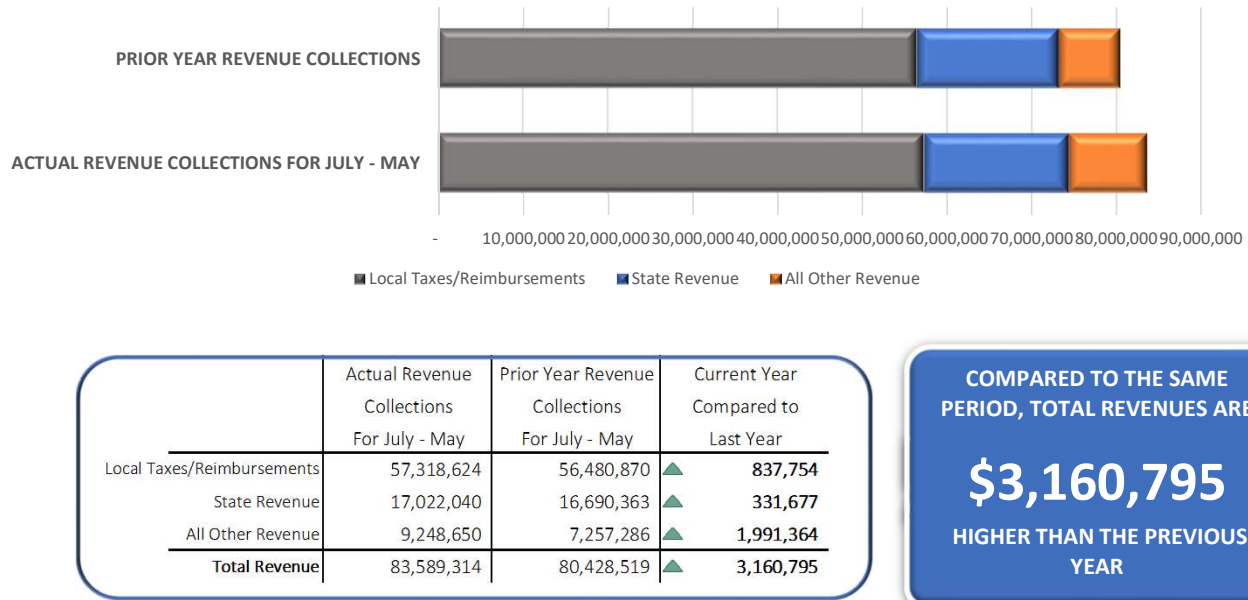 PRIOR YEAR REVENUE COLLECTIONS
ACTUAL REVENUE COLLECTIONS FOR JULY - MAY
- 10,000,000 20,000,000 30,000,000 40,000,000 50,000,000 60,000,000 70,000,000 80,000,000 90,000,000
Local Taxes/Reimbursements State Revenue All Other Revenue
Actual Revenue Prior Year Revenue Current Year
Collections Collections Compared to
For July - May For July - May Last Year
Local Taxes/Reimbursements 57,318,624 56,480,870 837,754
State Revenue 17,022,040 16,690,363 331,677
All Other Revenue 9,248,650 7,257,286 1,991,364
Total Revenue 83,589,314 80,428,519 3,160,795
COMPARED TO THE SAME
PERIOD, TOTAL REVENUES ARE
$3,160,795
HIGHER THAN THE PREVIOUS
YEAR